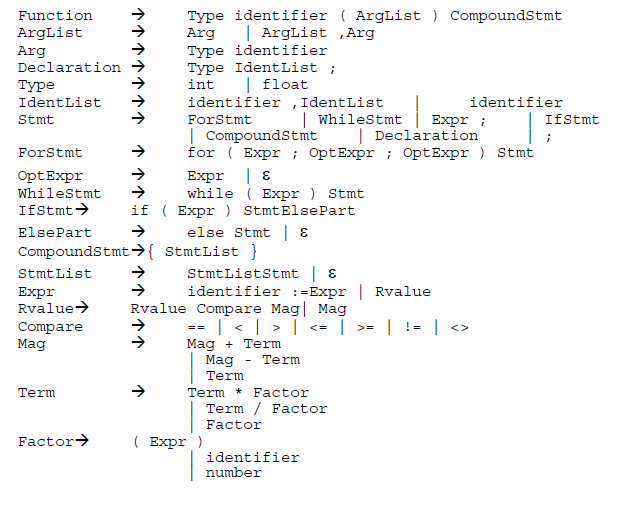 Function → Type identifier ( ArgList ) CompoundStmt
ArgList → Arg | ArgList ,Arg
Arg → Type identifier
Declaration → Type IdentList ;
Type → int | float
IdentList → identifier ,IdentList | identifier
Stmt → ForStmt | WhileStmt | Expr ; | IfStmt
| CompoundStmt | Declaration | ;
ForStmt → for ( Expr ; OptExpr ; OptExpr ) Stmt
OptExpr → Expr | ε
WhileStmt → while ( Expr ) Stmt
IfStmt→ if ( Expr ) StmtElsePart
ElsePart → else Stmt | ε
CompoundStmt→{ StmtList }
StmtList → StmtListStmt | ε
Expr → identifier :=Expr | Rvalue
Rvalue→ Rvalue Compare Mag| Mag
Compare → == | < | > | <= | >= | != | <>
Mag → Mag + Term
| Mag - Term
| Term
Term → Term * Factor
| Term / Factor
| Factor
Factor→ ( Expr )
| identifier
| number